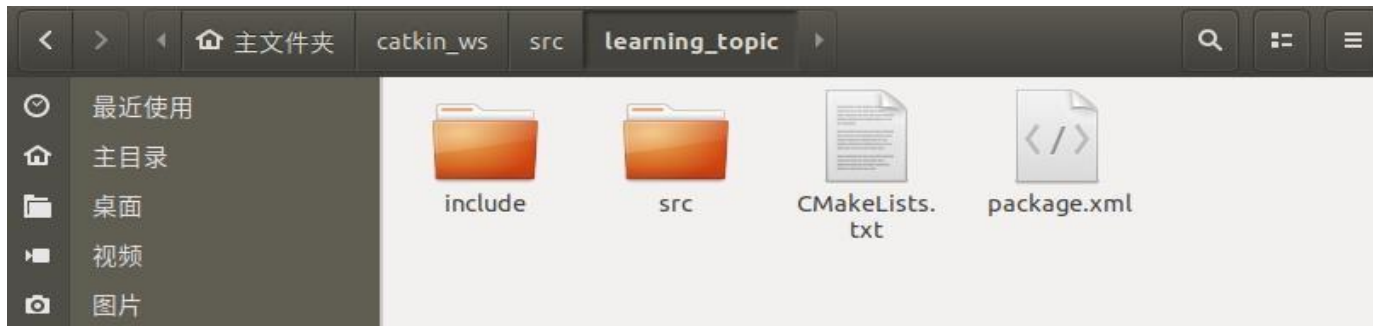 主文件夹 catkin_ws src learning_topic
最近使用
主目录
桌面
视频
图片
include src CMakeLists. package.xml
txt